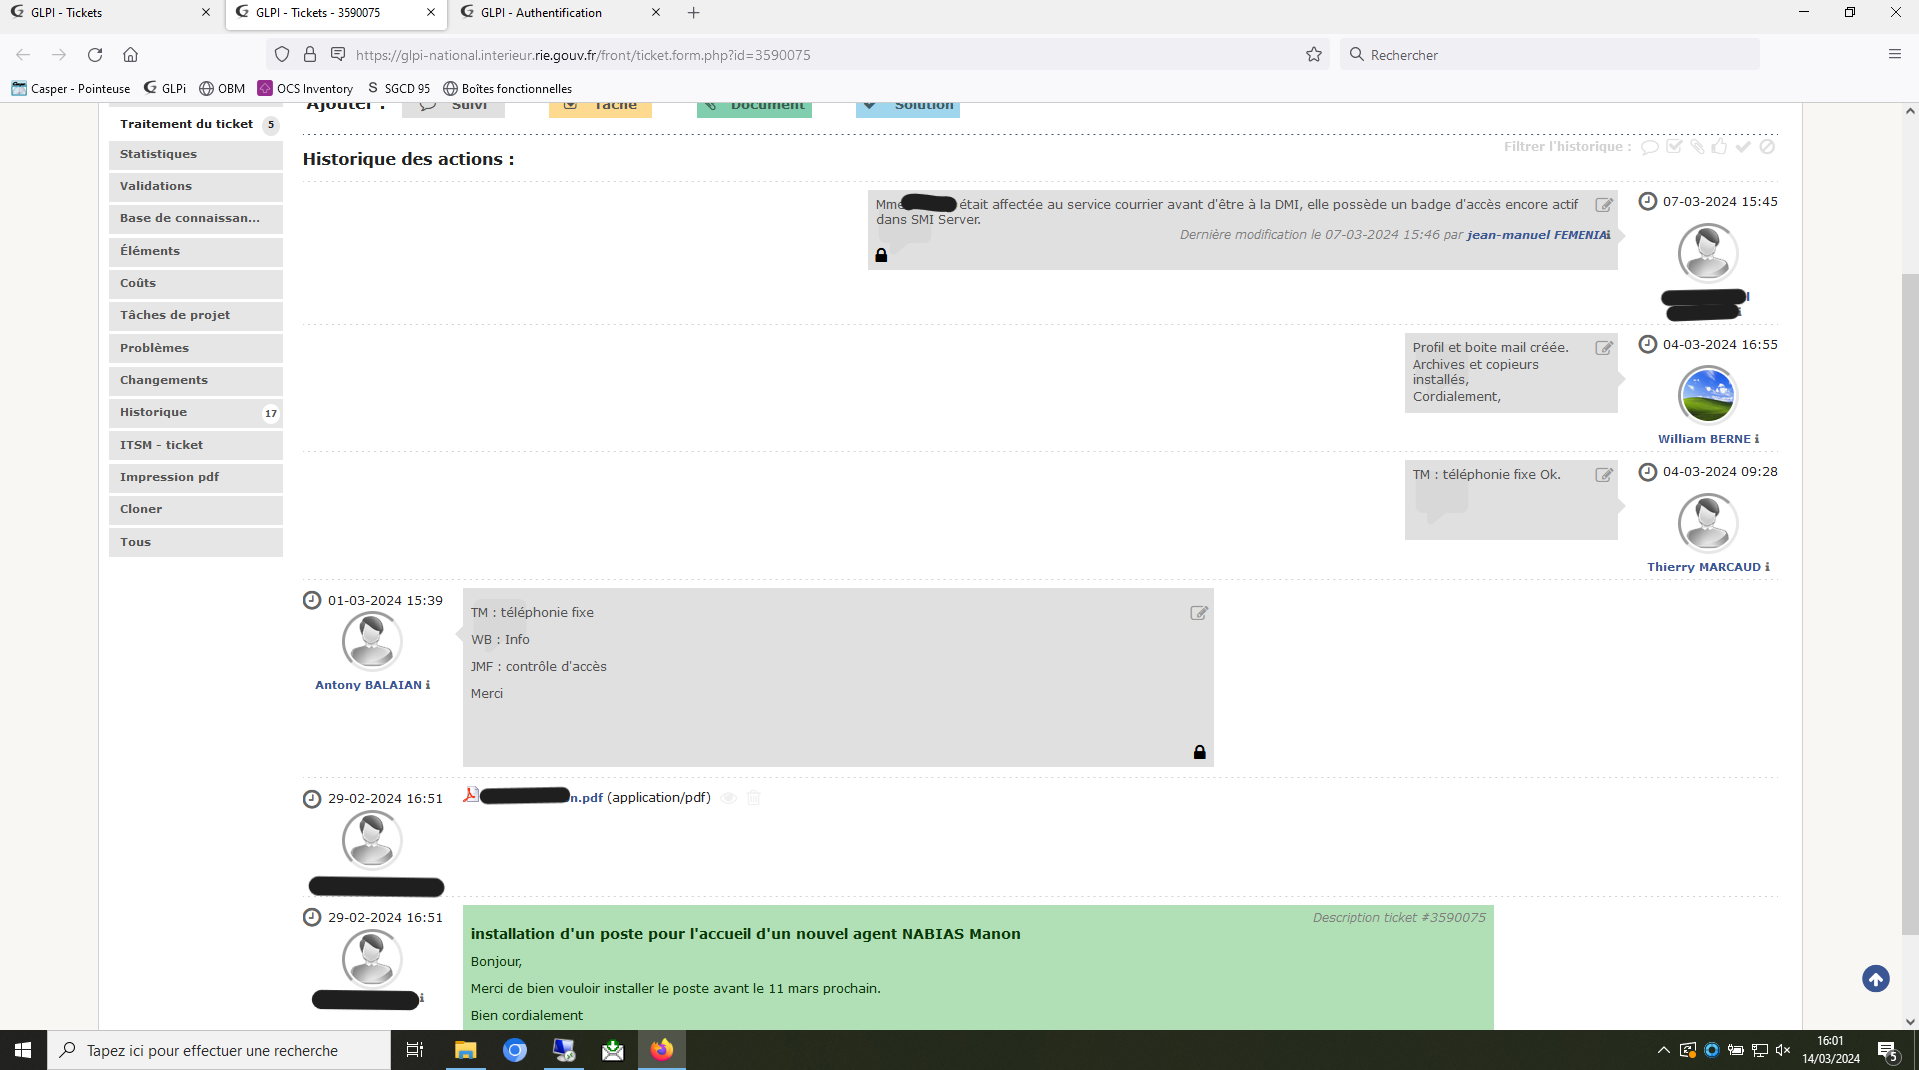 GLPI - Tickets
GLPI - Tickets - 3590075
GLPI - Authentification
https://glpi-national.interieur.rie.gouv.fr/front/ticket.form.php?id=3590075
Rechercher
Casper - Pointeuse
GLPi
OBM
OCS Inventory
S SGCD 95
Boîtes fonctionnelles
Ajouter :
Suivi
Tâche
Document
Solution
Traitement du ticket 5
Statistiques
Validations
Base de connaissan...
Éléments
Coûts
Tâches de projet
Problèmes
Changements
Historique 17
ITSM - ticket
Impression pdf
Cloner
Tous
Historique des actions :
Filtrer l'historique :
Mme était affectée au service courrier avant d'être à la DMI, elle possède un badge d'accès encore actif
dans SMI Server.
Dernière modification le 07-03-2024 15:46 par jean-manuel FEMENIA
07-03-2024 15:45
Profil et boite mail créée.
Archives et copieurs
installés,
Cordialement,
04-03-2024 16:55
William BERNE
TM : téléphonie fixe Ok.
04-03-2024 09:28
Thierry MARCAUD
01-03-2024 15:39
Antony BALAIAN
TM : téléphonie fixe
WB : Info
JMF : contrôle d'accès
Merci
29-02-2024 16:51
n.pdf (application/pdf)
29-02-2024 16:51
Description ticket #3590075
installation d'un poste pour l'accueil d'un nouvel agent NABIAS Manon
Bonjour,
Merci de bien vouloir installer le poste avant le 11 mars prochain.
Bien cordialement
Tapez ici pour effectuer une recherche
16:01
14/03/2024
5